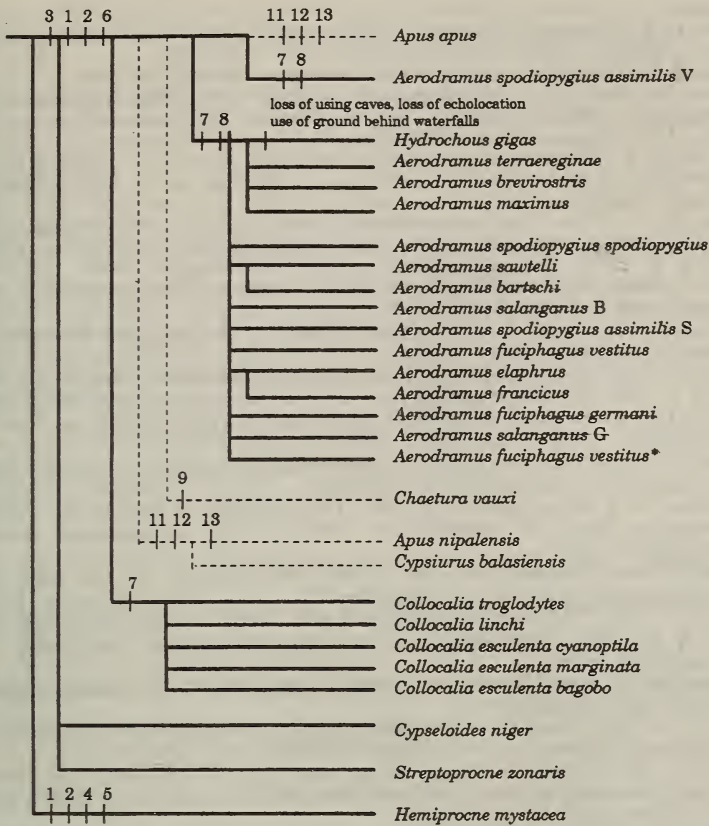 3 1 2 6
11 12 13
Apus apus
7 8
Aerodramus spodiopygius assimilis V
loss of using caves, loss of echolocation
7 8 use of ground behind waterfalls
Hydrochous gigas
Aerodramus terraereginae
Aerodramus brevirostris
Aerodramus maximus
Aerodramus spodiopygius spodiopygius
Aerodramus sawtelli
Aerodramus bartschi
Aerodramus salanganus B
Aerodramus spodiopygius assimilis S
Aerodramus fuciphagus vestitus
Aerodramus elaphrus
Aerodramus francicus
Aerodramus fuciphagus germani
Aerodramus salanganus G
Aerodramus fuciphagus vestitus*
9
Chaetura vauxi
11 12 13
Apus nipalensis
Cypsiurus balasiensis
7
Collocalia troglodytes
Collocalia linchi
Collocalia esculenta cyanoptila
Collocalia esculenta marginata
Collocalia esculenta bagobo
Cypseloides niger
Streptoprocne zonaris
1 2 4 5
Hemiprocne mystacea